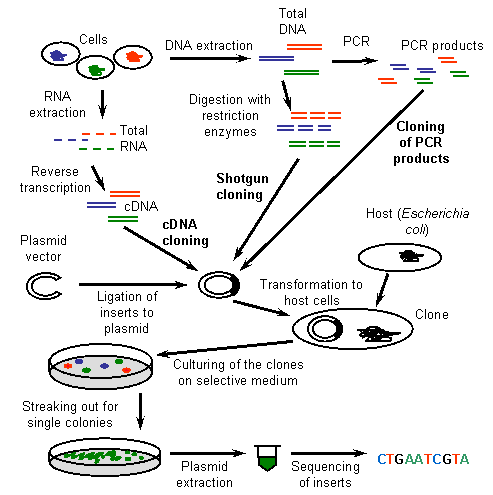 Cells
DNA extraction
Total
DNA
PCR
PCR products
RNA
extraction
Total
RNA
Digestion with
restriction
enzymes
Cloning
of PCR
products
Reverse
transcription
cDNA
Shotgun
cloning
cDNA
cloning
Host (Escherichia
coli)
Plasmid
vector
Ligation of
inserts to
plasmid
Transformation to
host cells
Clone
Culturing of the clones
on selective medium
Streaking out for
single colonies
Plasmid
extraction
Sequencing
of inserts
CTGAATCGTA